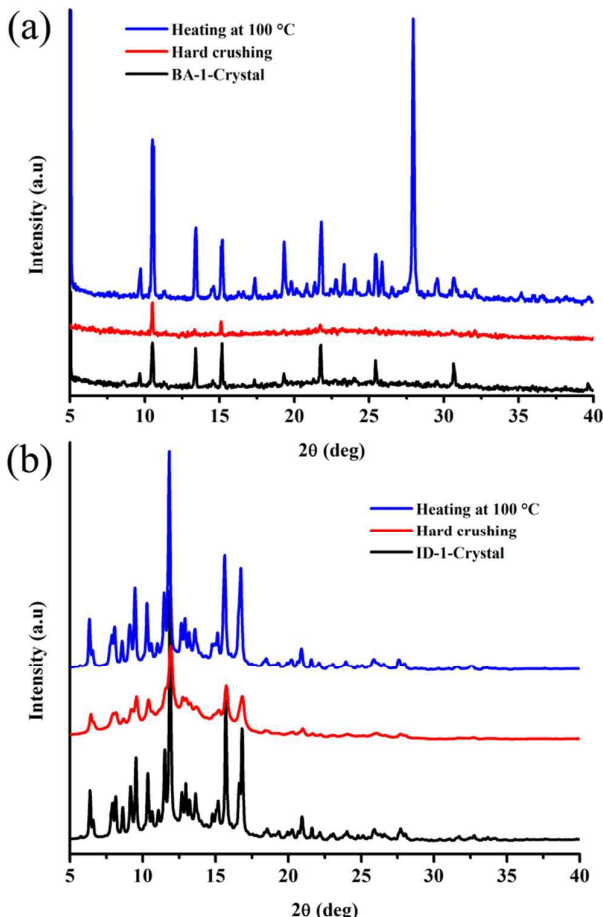 (a)
Heating at 100 °C
Hard crushing
BA-1-Crystal
Intensity (a.u)
5 10 15 20 25 30 35 40
2θ (deg)
(b)
Heating at 100 °C
Hard crushing
ID-1-Crystal
Intensity (a.u)
5 10 15 20 25 30 35 40
2θ (deg)